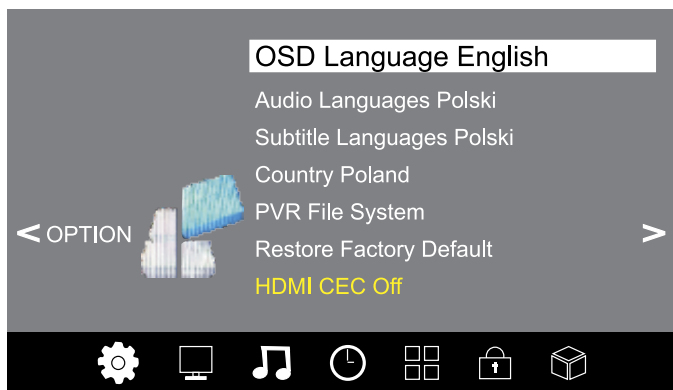 OSD Language English
Audio Languages Polski
Subtitle Languages Polski
Country Poland
PVR File System
< OPTION >
Restore Factory Default
HDMI CEC Off